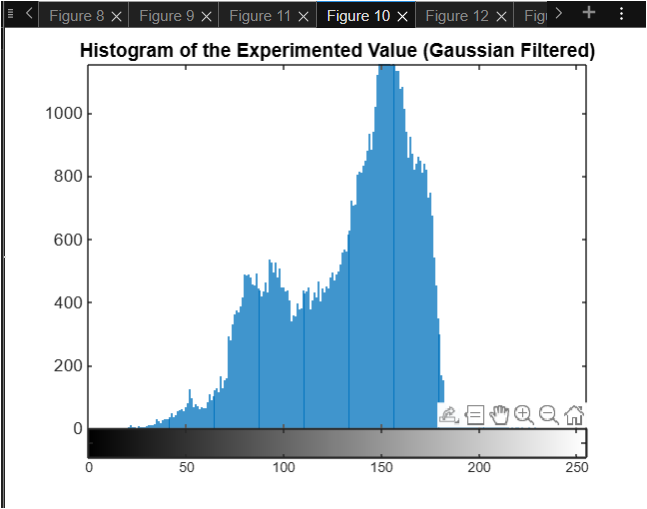 Figure 8 Figure 9 Figure 11 Figure 10 Figure 12
Histogram of the Experimented Value (Gaussian Filtered)
1000
800
600
400
200
0
0 50 100 150 200 250